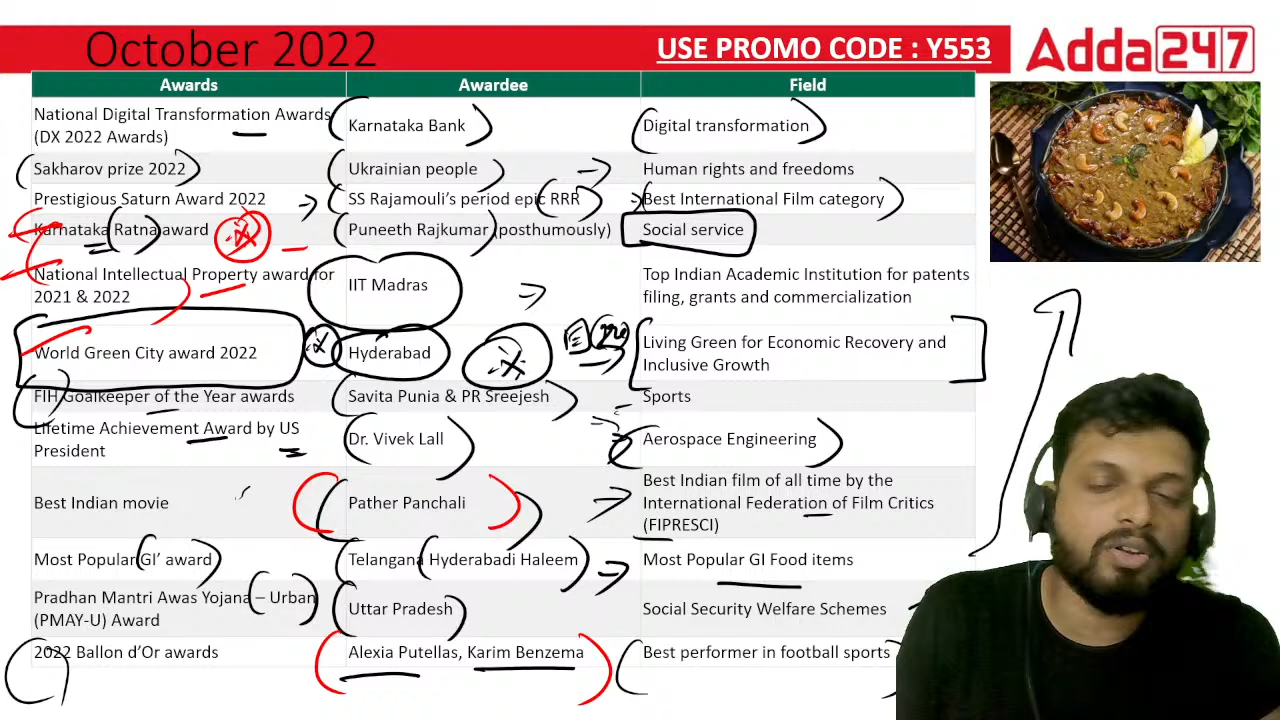 October 2022
USE PROMO CODE : Y553
Adda247
Awards
Awardee
Field
National Digital Transformation Awards
(DX 2022 Awards)
Karnataka Bank
Digital transformation
Sakharov prize 2022
Ukrainian people
Human rights and freedoms
Prestigious Saturn Award 2022
SS Rajamouli’s period epic RRR
Best International Film category
Karnataka Ratna award
Puneeth Rajkumar (posthumously)
Social service
National Intellectual Property award for
2021 & 2022
IIT Madras
Top Indian Academic Institution for patents
filing, grants and commercialization
World Green City award 2022
Hyderabad
Living Green for Economic Recovery and
Inclusive Growth
FIH Goalkeeper of the Year awards
Savita Punia & PR Sreejesh
Sports
Lifetime Achievement Award by US
President
Dr. Vivek Lall
Aerospace Engineering
Best Indian movie
Pather Panchali
Best Indian film of all time by the
International Federation of Film Critics
(FIPRESCI)
Most Popular GI’ award
Telangana Hyderabadi Haleem
Most Popular GI Food items
Pradhan Mantri Awas Yojana – Urban
(PMAY-U) Award
Uttar Pradesh
Social Security Welfare Schemes
2022 Ballon d’Or awards
Alexia Putellas, Karim Benzema
Best performer in football sports